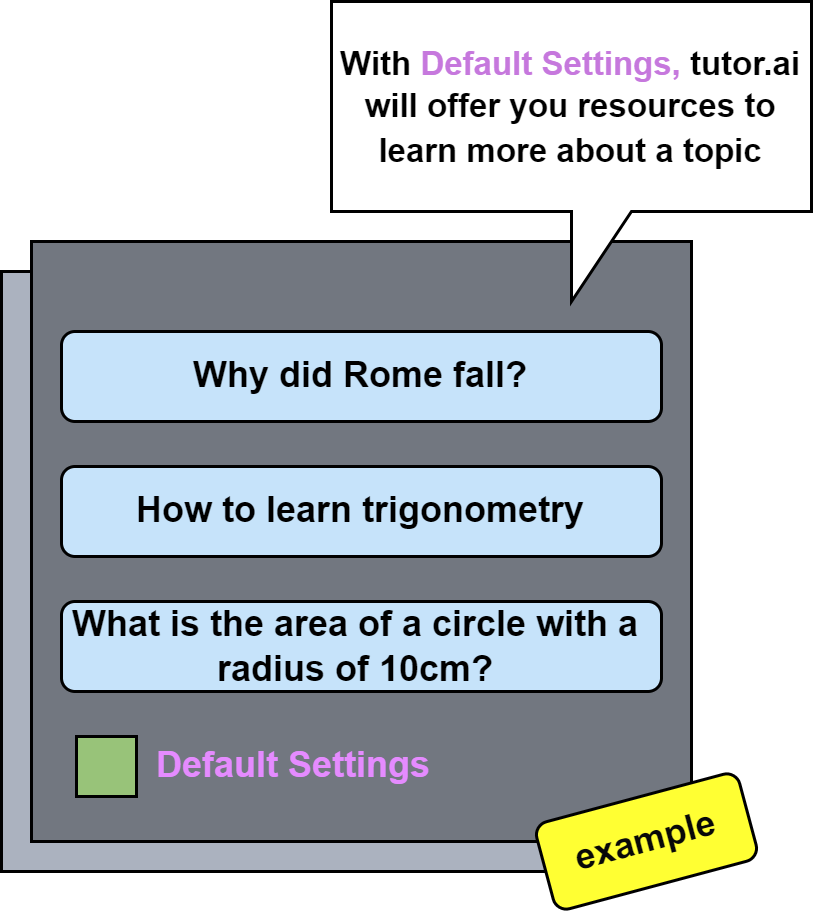 With Default Settings, tutor.ai
will offer you resources to
learn more about a topic
Why did Rome fall?
How to learn trigonometry
What is the area of a circle with a
radius of 10cm?
Default Settings
example